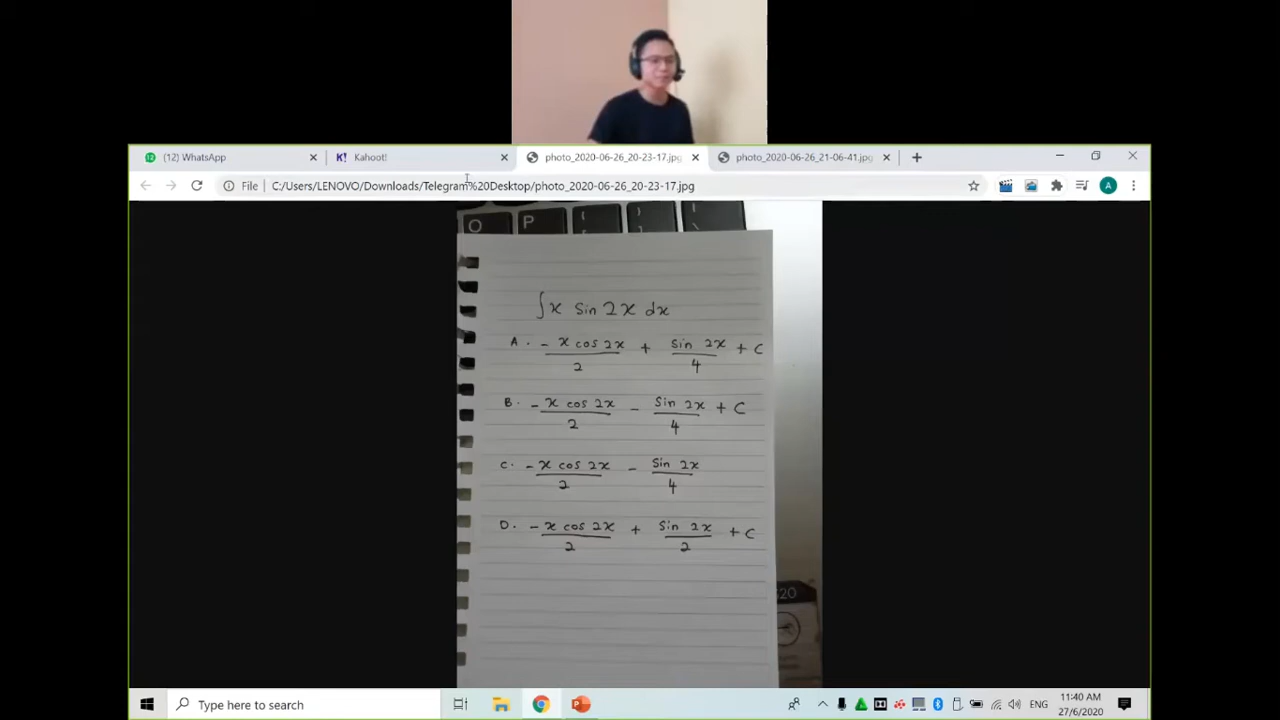 (12) WhatsApp
Kahoot!
photo_2020-06-26_20-23-17.jpg
photo_2020-06-26_21-06-41.jpg
File
C:/Users/LENOVO/Downloads/Telegram%20Desktop/photo_2020-06-26_20-23-17.jpg
A
O P { [ } ] | \
∫x sin 2x dx
A. - x cos 2x / 2 + sin 2x / 4 + C
B. - x cos 2x / 2 - sin 2x / 4 + C
C. - x cos 2x / 2 - sin 2x / 4
D. - x cos 2x / 2 + sin 2x / 2 + C
Type here to search
ENG
11:40 AM
27/6/2020